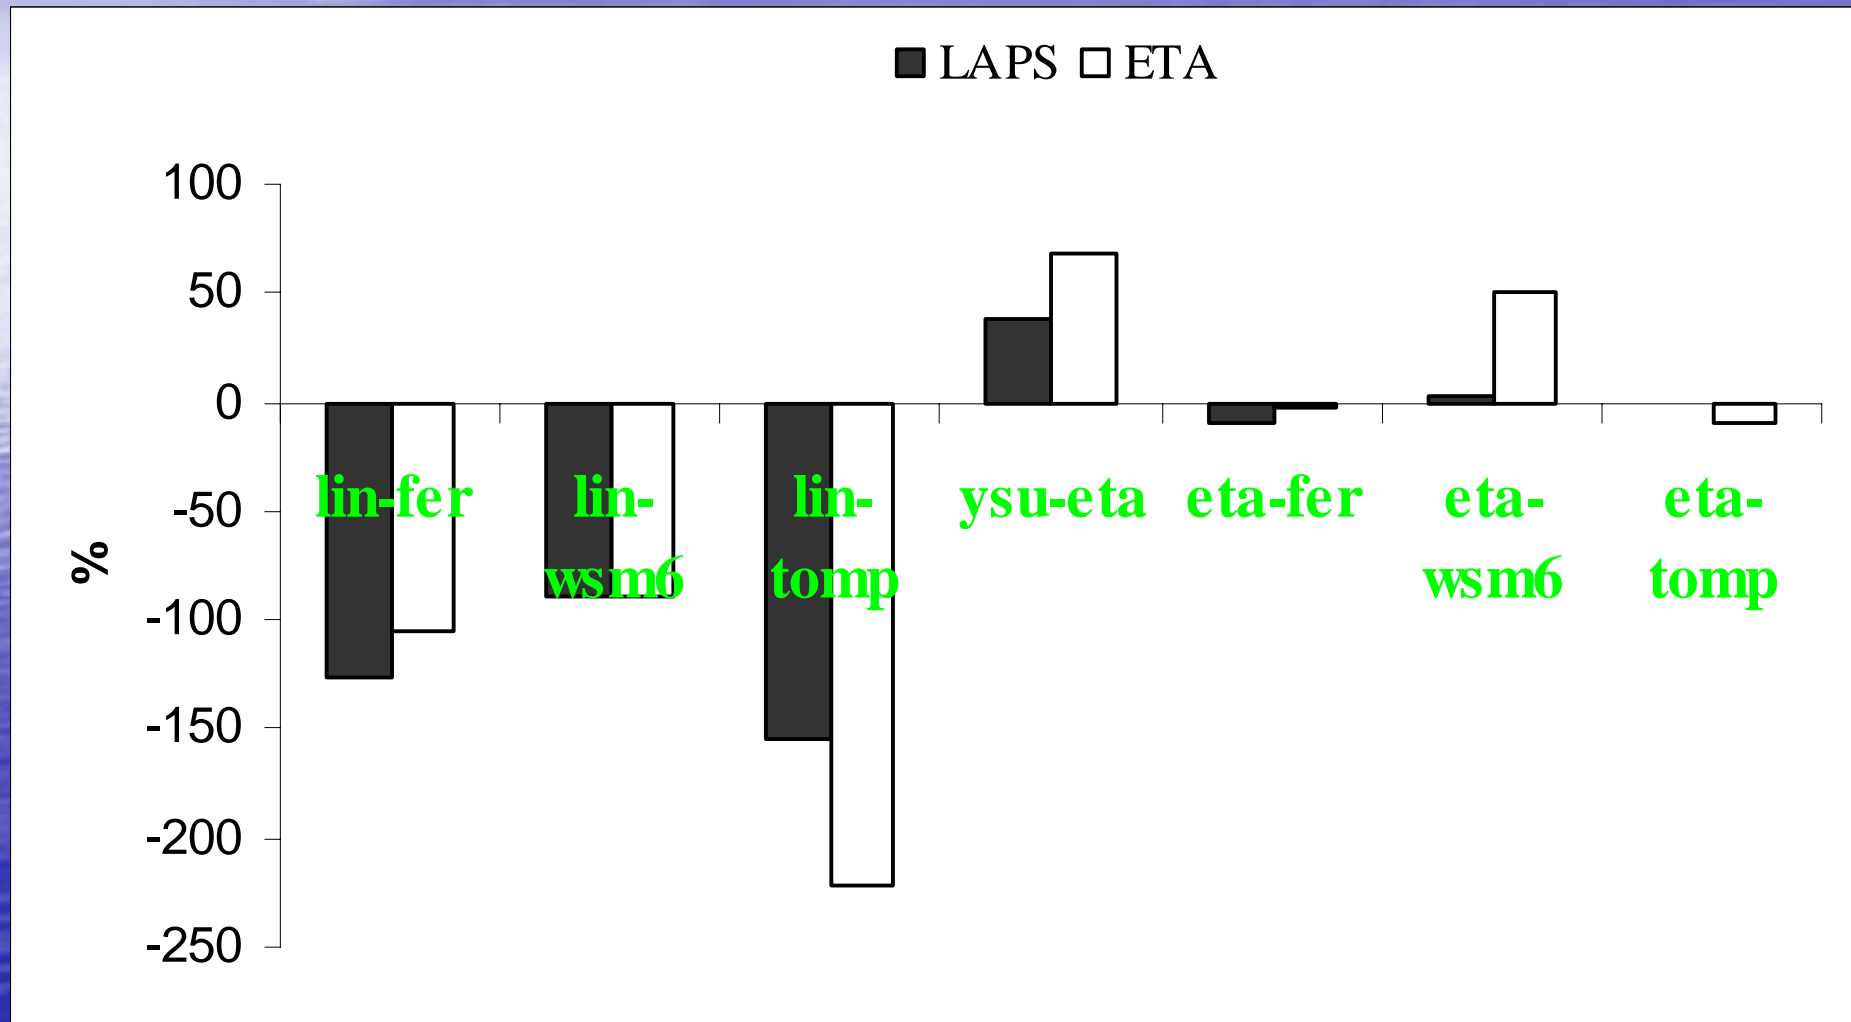 LAPS ETA
100
50
0
-50
-100
-150
-200
-250
%
lin-fer
lin-
wsm6
lin-
tomp
ysu-eta
eta-fer
eta-
wsm6
eta-
tomp